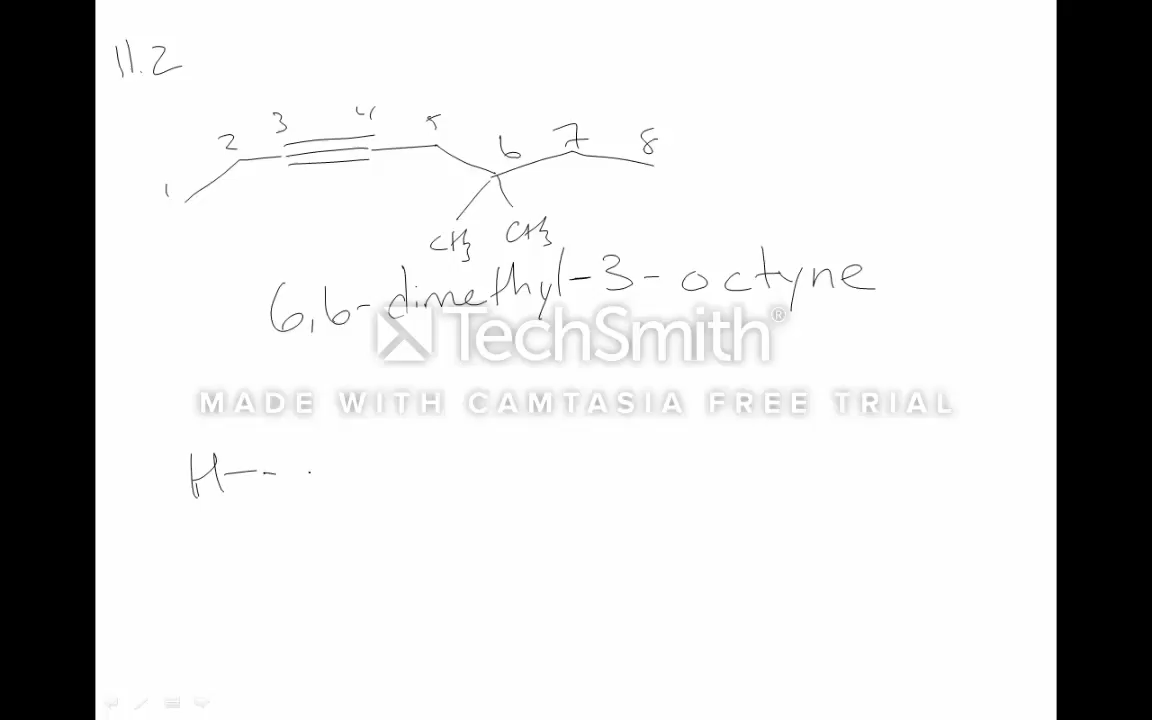 11.2
1 2 3 4 5 6 7 8
CH3 CH3
6,6-dimethyl-3-octyne
TechSmith®
MADE WITH CAMTASIA FREE TRIAL
H--